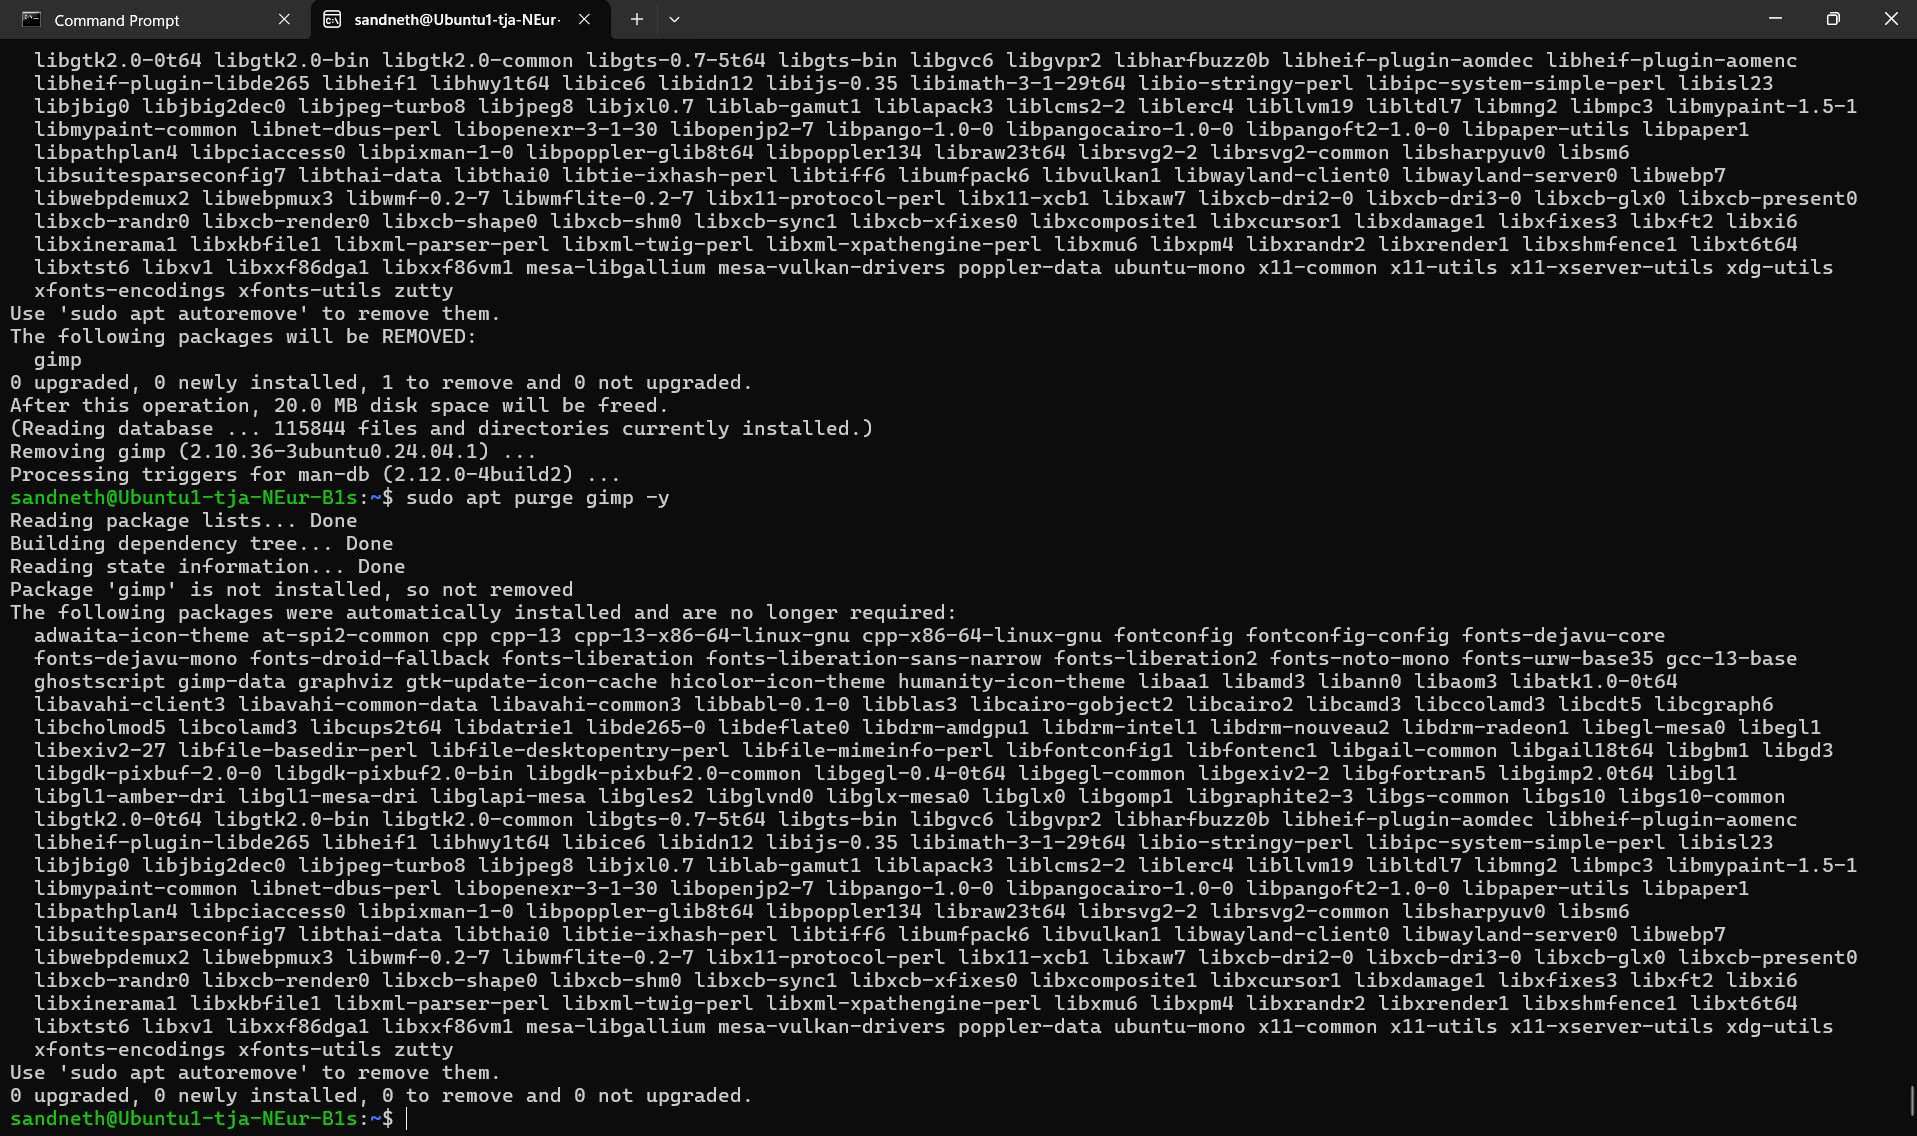 Command Prompt
sandneth@Ubuntu1-tja-NEur-
libgtk2.0-0t64 libgtk2.0-bin libgtk2.0-common libgts-0.7-5t64 libgts-bin libgvc6 libgvpr2 libharfbuzz0b libheif-plugin-aomdec libheif-plugin-aomenc
libheif-plugin-libde265 libheif1 libhwy1t64 libice6 libidn12 libijs-0.35 libimath-3-1-29t64 libio-stringy-perl libipc-system-simple-perl libisl23
libjbig0 libjbig2dec0 libjpeg-turbo8 libjpeg8 libjxl0.7 liblab-gamut1 liblapack3 liblcms2-2 liblerc4 libllvm19 libltdl7 libmng2 libmpc3 libmypaint-1.5-1
libmypaint-common libnet-dbus-perl libopenexr-3-1-30 libopenjp2-7 libpango-1.0-0 libpangocairo-1.0-0 libpangoft2-1.0-0 libpaper-utils libpaper1
libpathplan4 libpciaccess0 libpixman-1-0 libpoppler-glib8t64 libpoppler134 libraw23t64 librsvg2-2 librsvg2-common libsharpyuv0 libsm6
libsuitesparseconfig7 libthai-data libthai0 libtie-ixhash-perl libtiff6 libumfpack6 libvulkan1 libwayland-client0 libwayland-server0 libwebp7
libwebpdemux2 libwebpmux3 libwmf-0.2-7 libwmflite-0.2-7 libx11-protocol-perl libx11-xcb1 libxaw7 libxcb-dri2-0 libxcb-dri3-0 libxcb-glx0 libxcb-present0
libxcb-randr0 libxcb-render0 libxcb-shape0 libxcb-shm0 libxcb-sync1 libxcb-xfixes0 libxcomposite1 libxcursor1 libxdamage1 libxfixes3 libxft2 libxi6
libxinerama1 libxkbfile1 libxml-parser-perl libxml-twig-perl libxml-xpathengine-perl libxmu6 libxpm4 libxrandr2 libxrender1 libxshmfence1 libxt6t64
libxtst6 libxv1 libxxf86dga1 libxxf86vm1 mesa-libgallium mesa-vulkan-drivers poppler-data ubuntu-mono x11-common x11-utils x11-xserver-utils xdg-utils
xfonts-encodings xfonts-utils zutty
Use 'sudo apt autoremove' to remove them.
The following packages will be REMOVED:
gimp
0 upgraded, 0 newly installed, 1 to remove and 0 not upgraded.
After this operation, 20.0 MB disk space will be freed.
(Reading database ... 115844 files and directories currently installed.)
Removing gimp (2.10.36-3ubuntu0.24.04.1) ...
Processing triggers for man-db (2.12.0-4build2) ...
sandneth@Ubuntu1-tja-NEur-B1s:~$ sudo apt purge gimp -y
Reading package lists... Done
Building dependency tree... Done
Reading state information... Done
Package 'gimp' is not installed, so not removed
The following packages were automatically installed and are no longer required:
adwaita-icon-theme at-spi2-common cpp cpp-13 cpp-13-x86-64-linux-gnu cpp-x86-64-linux-gnu fontconfig fontconfig-config fonts-dejavu-core
fonts-dejavu-mono fonts-droid-fallback fonts-liberation fonts-liberation-sans-narrow fonts-liberation2 fonts-noto-mono fonts-urw-base35 gcc-13-base
ghostscript gimp-data graphviz gtk-update-icon-cache hicolor-icon-theme humanity-icon-theme libaa1 libamd3 libann0 libaom3 libatk1.0-0t64
libavahi-client3 libavahi-common-data libavahi-common3 libbabl-0.1-0 libblas3 libcairo-gobject2 libcairo2 libcamd3 libccolamd3 libcdt5 libcgraph6
libcholmod5 libcolamd3 libcups2t64 libdatrie1 libde265-0 libdeflate0 libdrm-amdgpu1 libdrm-intel1 libdrm-nouveau2 libdrm-radeon1 libegl-mesa0 libegl1
libexiv2-27 libfile-basedir-perl libfile-desktopentry-perl libfile-mimeinfo-perl libfontconfig1 libfontenc1 libgail-common libgail18t64 libgbm1 libgd3
libgdk-pixbuf-2.0-0 libgdk-pixbuf2.0-bin libgdk-pixbuf2.0-common libgegl-0.4-0t64 libgegl-common libgexiv2-2 libgfortran5 libgimp2.0t64 libgl1
libgl1-amber-dri libgl1-mesa-dri libglapi-mesa libgles2 libglvnd0 libglx-mesa0 libglx0 libgomp1 libgraphite2-3 libgs-common libgs10 libgs10-common
libgtk2.0-0t64 libgtk2.0-bin libgtk2.0-common libgts-0.7-5t64 libgts-bin libgvc6 libgvpr2 libharfbuzz0b libheif-plugin-aomdec libheif-plugin-aomenc
libheif-plugin-libde265 libheif1 libhwy1t64 libice6 libidn12 libijs-0.35 libimath-3-1-29t64 libio-stringy-perl libipc-system-simple-perl libisl23
libjbig0 libjbig2dec0 libjpeg-turbo8 libjpeg8 libjxl0.7 liblab-gamut1 liblapack3 liblcms2-2 liblerc4 libllvm19 libltdl7 libmng2 libmpc3 libmypaint-1.5-1
libmypaint-common libnet-dbus-perl libopenexr-3-1-30 libopenjp2-7 libpango-1.0-0 libpangocairo-1.0-0 libpangoft2-1.0-0 libpaper-utils libpaper1
libpathplan4 libpciaccess0 libpixman-1-0 libpoppler-glib8t64 libpoppler134 libraw23t64 librsvg2-2 librsvg2-common libsharpyuv0 libsm6
libsuitesparseconfig7 libthai-data libthai0 libtie-ixhash-perl libtiff6 libumfpack6 libvulkan1 libwayland-client0 libwayland-server0 libwebp7
libwebpdemux2 libwebpmux3 libwmf-0.2-7 libwmflite-0.2-7 libx11-protocol-perl libx11-xcb1 libxaw7 libxcb-dri2-0 libxcb-dri3-0 libxcb-glx0 libxcb-present0
libxcb-randr0 libxcb-render0 libxcb-shape0 libxcb-shm0 libxcb-sync1 libxcb-xfixes0 libxcomposite1 libxcursor1 libxdamage1 libxfixes3 libxft2 libxi6
libxinerama1 libxkbfile1 libxml-parser-perl libxml-twig-perl libxml-xpathengine-perl libxmu6 libxpm4 libxrandr2 libxrender1 libxshmfence1 libxt6t64
libxtst6 libxv1 libxxf86dga1 libxxf86vm1 mesa-libgallium mesa-vulkan-drivers poppler-data ubuntu-mono x11-common x11-utils x11-xserver-utils xdg-utils
xfonts-encodings xfonts-utils zutty
Use 'sudo apt autoremove' to remove them.
0 upgraded, 0 newly installed, 0 to remove and 0 not upgraded.
sandneth@Ubuntu1-tja-NEur-B1s:~$